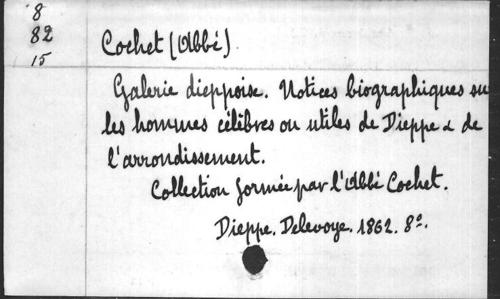 8
82
15
Cochet (Abbé).
Galerie dieppoise. Notices biographiques sur
les hommes célèbres ou utiles de Dieppe & de
l'arrondissement.
Collection formée par l'Abbé Cochet.
Dieppe. Delevoye. 1862. 8º.